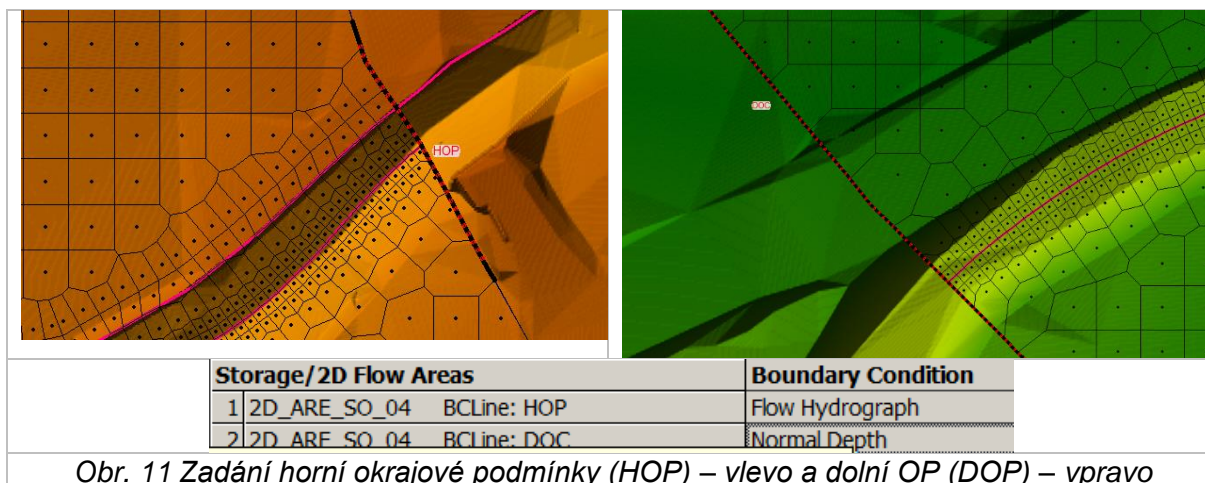 HOP
DOC
Storage/2D Flow Areas Boundary Condition
1 2D_ARE_SO_04 BCLine: HOP Flow Hydrograph
2 2D_ARE_SO_04 BCLine: DOC Normal Depth
Obr. 11 Zadání horní okrajové podmínky (HOP) – vlevo a dolní OP (DOP) – vpravo